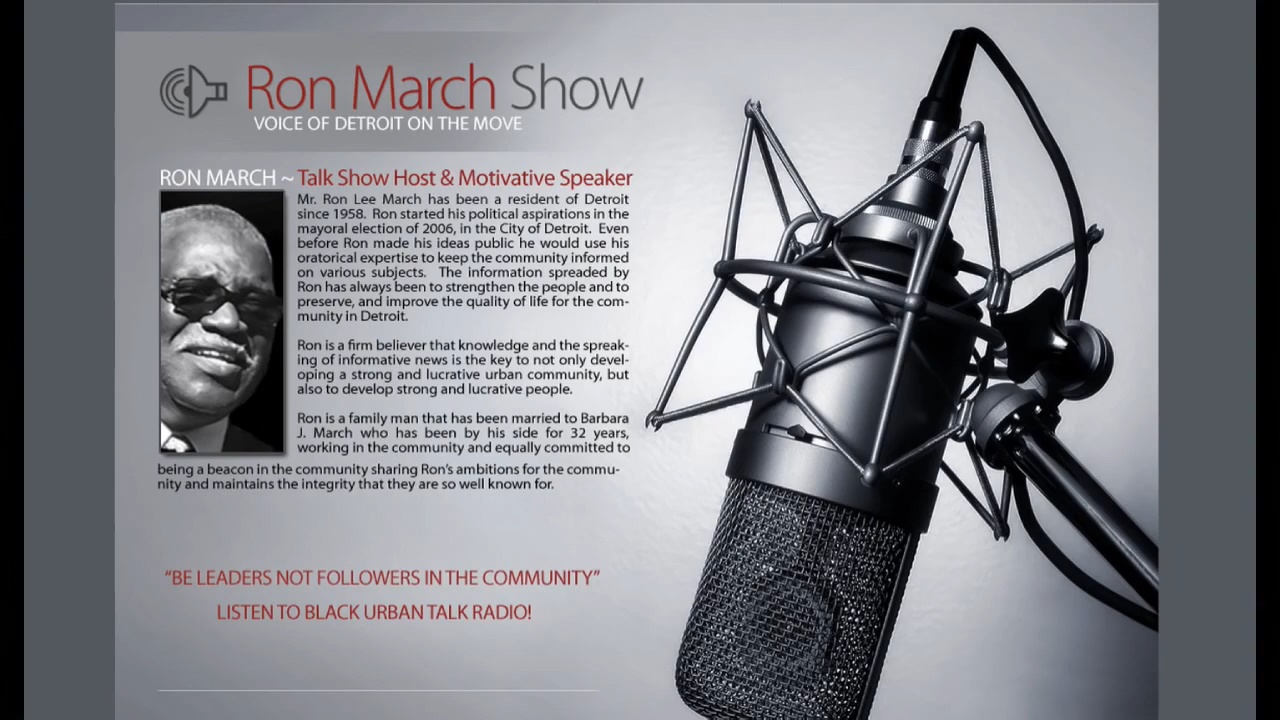 Ron March Show
VOICE OF DETROIT ON THE MOVE
RON MARCH ~ Talk Show Host & Motivative Speaker
Mr. Ron Lee March has been a resident of Detroit
since 1958. Ron started his political aspirations in the
mayoral election of 2006, in the City of Detroit. Even
before Ron made his ideas public he would use his
oratorical expertise to keep the community informed
on various subjects. The information spreaded by
Ron has always been to strengthen the people and to
preserve, and improve the quality of life for the com-
munity in Detroit.
Ron is a firm believer that knowledge and the spreak-
ing of informative news is the key to not only devel-
oping a strong and lucrative urban community, but
also to develop strong and lucrative people.
Ron is a family man that has been married to Barbara
J. March who has been by his side for 32 years,
working in the community and equally committed to
being a beacon in the community sharing Ron's ambitions for the commu-
nity and maintains the integrity that they are so well known for.
“BE LEADERS NOT FOLLOWERS IN THE COMMUNITY”
LISTEN TO BLACK URBAN TALK RADIO!